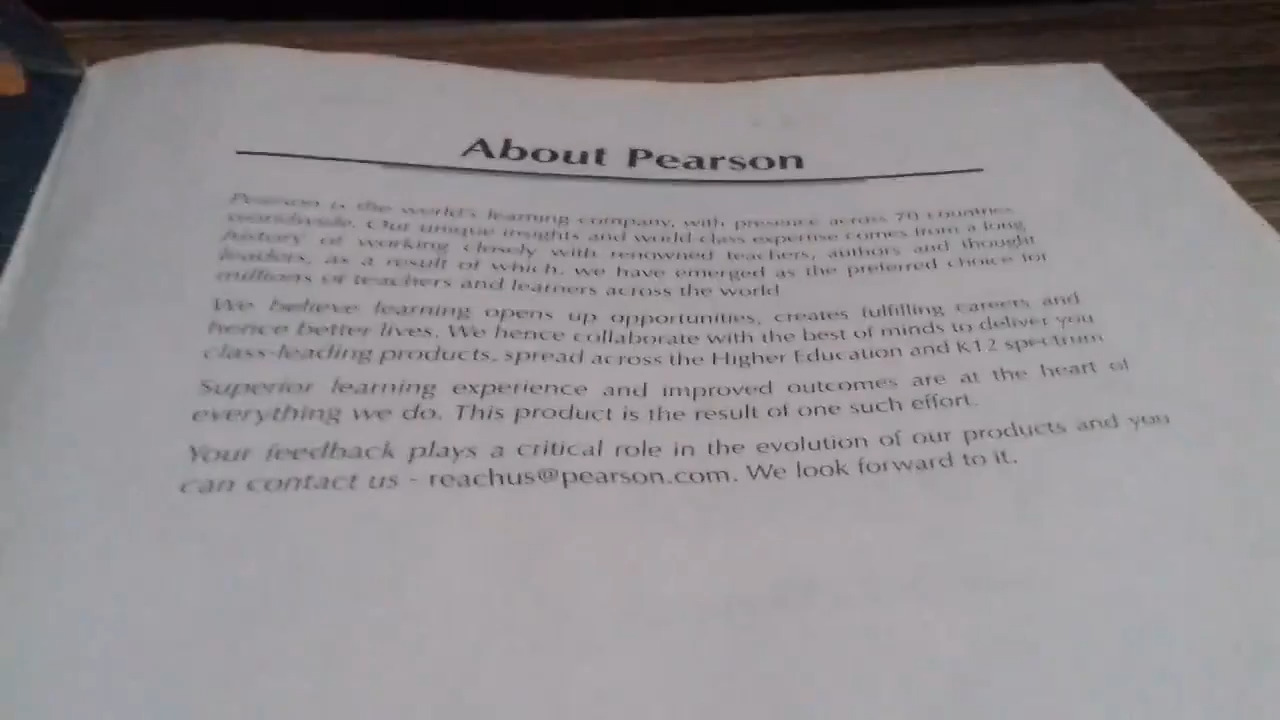 About Pearson
Pearson is the world's learning company, with presence across 70 countries
worldwide. Our unique insights and world class expertise comes from a long
history of working closely with renowned teachers, authors and thought
leaders, as a result of which, we have emerged as the preferred choice for
millions of teachers and learners across the world
We believe learning opens up opportunities, creates fulfilling careers and
hence better lives. We hence collaborate with the best of minds to deliver you
class-leading products, spread across the Higher Education and K12 spectrum
Superior learning experience and improved outcomes are at the heart of
everything we do. This product is the result of one such effort.
Your feedback plays a critical role in the evolution of our products and you
can contact us - reachus@pearson.com. We look forward to it.